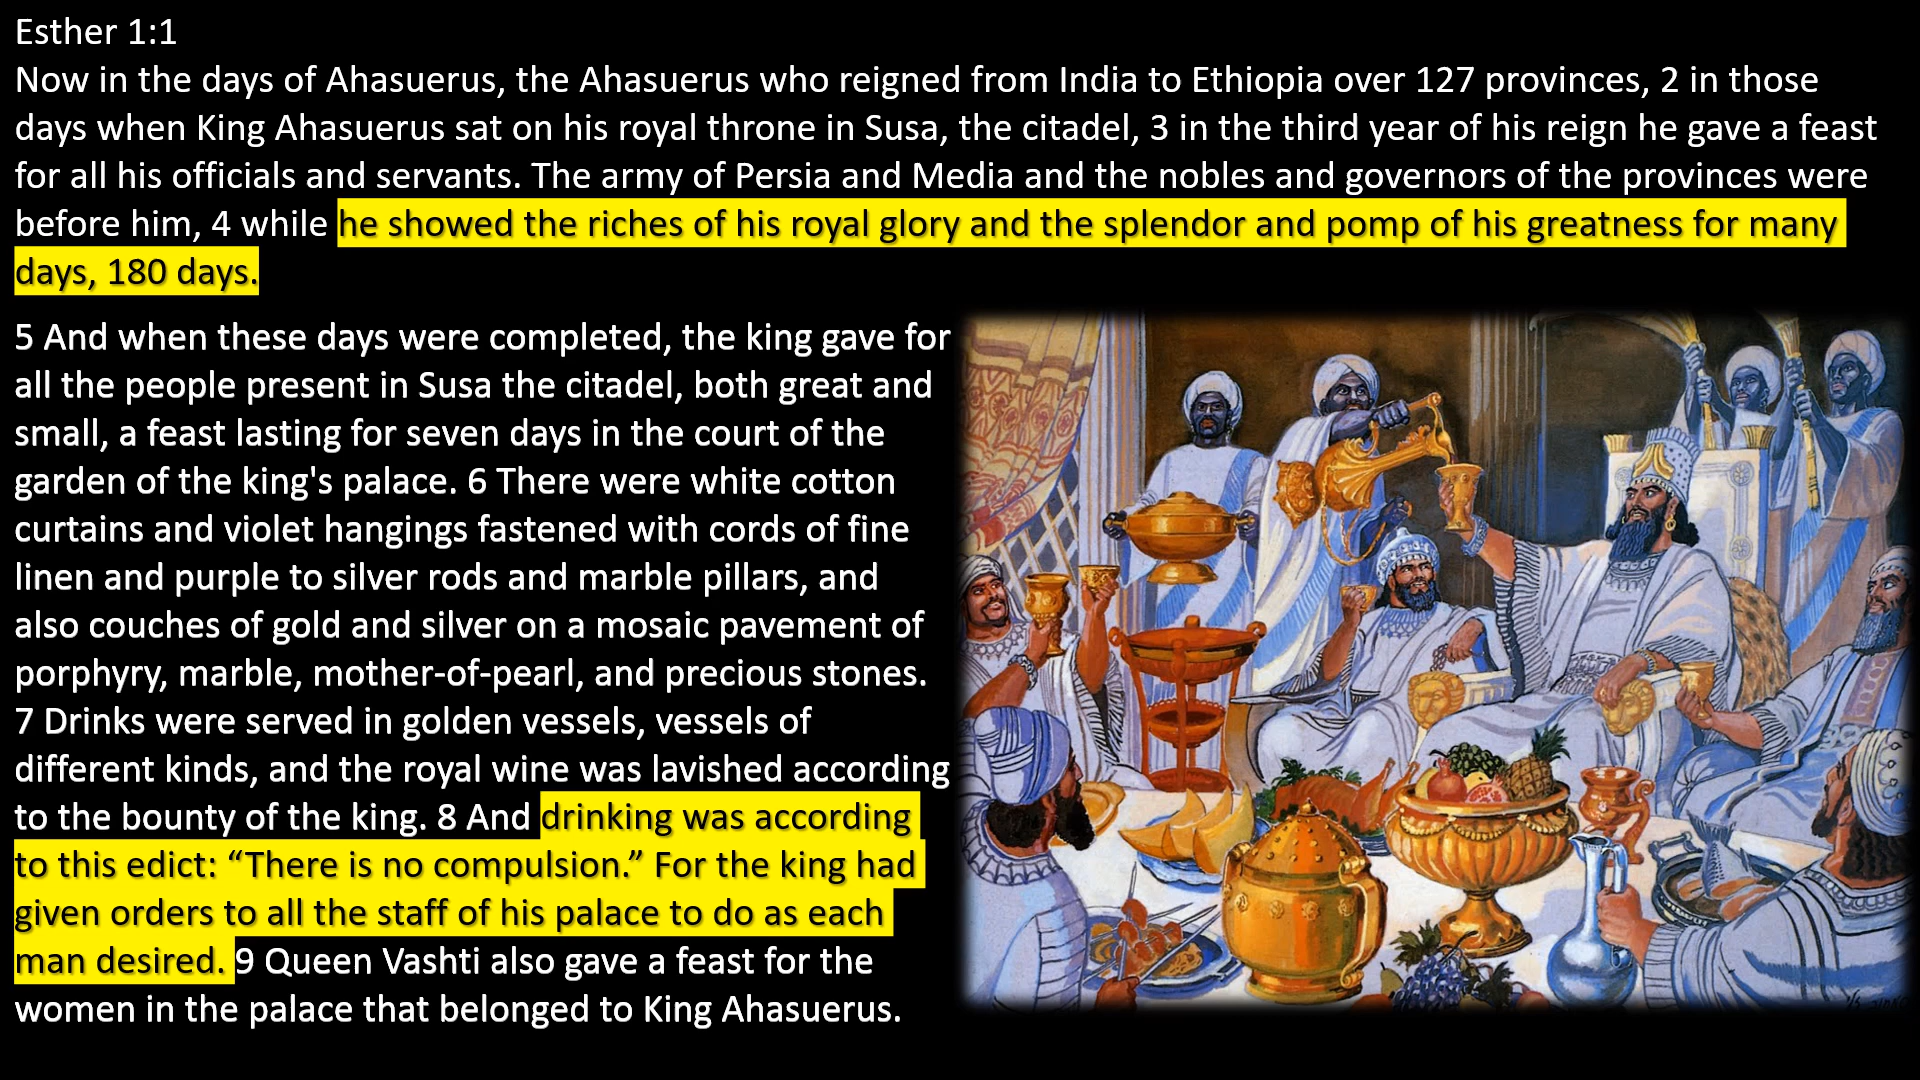 Esther 1:1
Now in the days of Ahasuerus, the Ahasuerus who reigned from India to Ethiopia over 127 provinces, 2 in those
days when King Ahasuerus sat on his royal throne in Susa, the citadel, 3 in the third year of his reign he gave a feast
for all his officials and servants. The army of Persia and Media and the nobles and governors of the provinces were
before him, 4 while he showed the riches of his royal glory and the splendor and pomp of his greatness for many
days, 180 days.
5 And when these days were completed, the king gave for
all the people present in Susa the citadel, both great and
small, a feast lasting for seven days in the court of the
garden of the king's palace. 6 There were white cotton
curtains and violet hangings fastened with cords of fine
linen and purple to silver rods and marble pillars, and
also couches of gold and silver on a mosaic pavement of
porphyry, marble, mother-of-pearl, and precious stones.
7 Drinks were served in golden vessels, vessels of
different kinds, and the royal wine was lavished according
to the bounty of the king. 8 And drinking was according
to this edict: “There is no compulsion.” For the king had
given orders to all the staff of his palace to do as each
man desired. 9 Queen Vashti also gave a feast for the
women in the palace that belonged to King Ahasuerus.